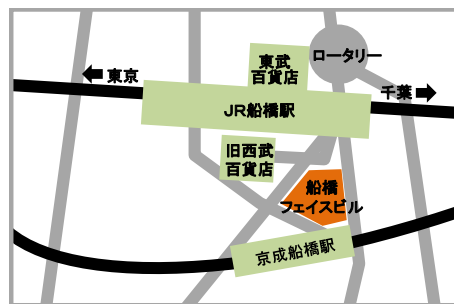 東武
百貨店
ロータリー
東京
千葉
JR船橋駅
旧西武
百貨店
船橋
フェイスビル
京成船橋駅